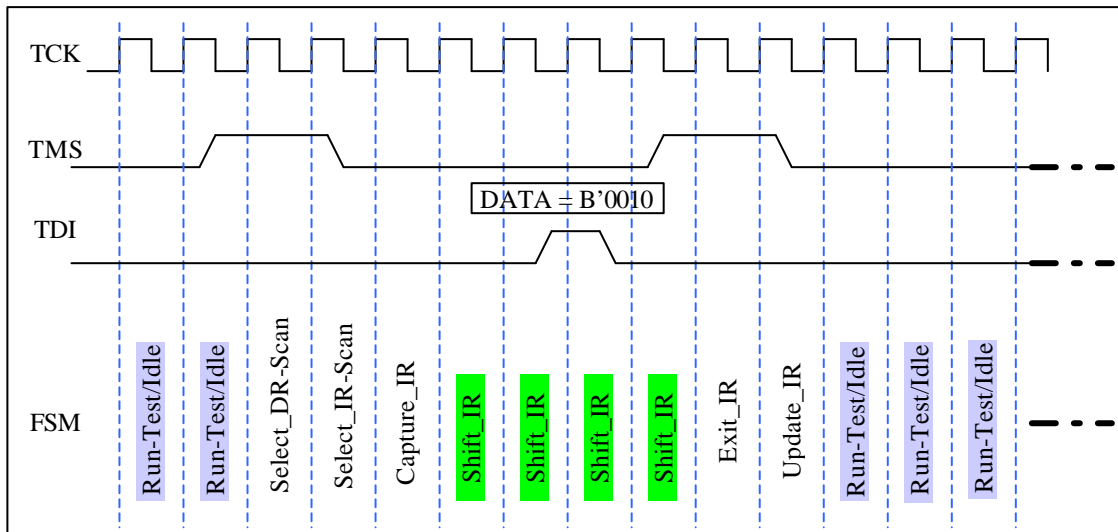 TCK
TMS
DATA = B'0010
TDI
FSM
Run-Test/Idle
Run-Test/Idle
Select_DR-Scan
Select_IR-Scan
Capture_IR
Shift_IR
Shift_IR
Shift_IR
Shift_IR
Exit_IR
Update_IR
Run-Test/Idle
Run-Test/Idle
Run-Test/Idle